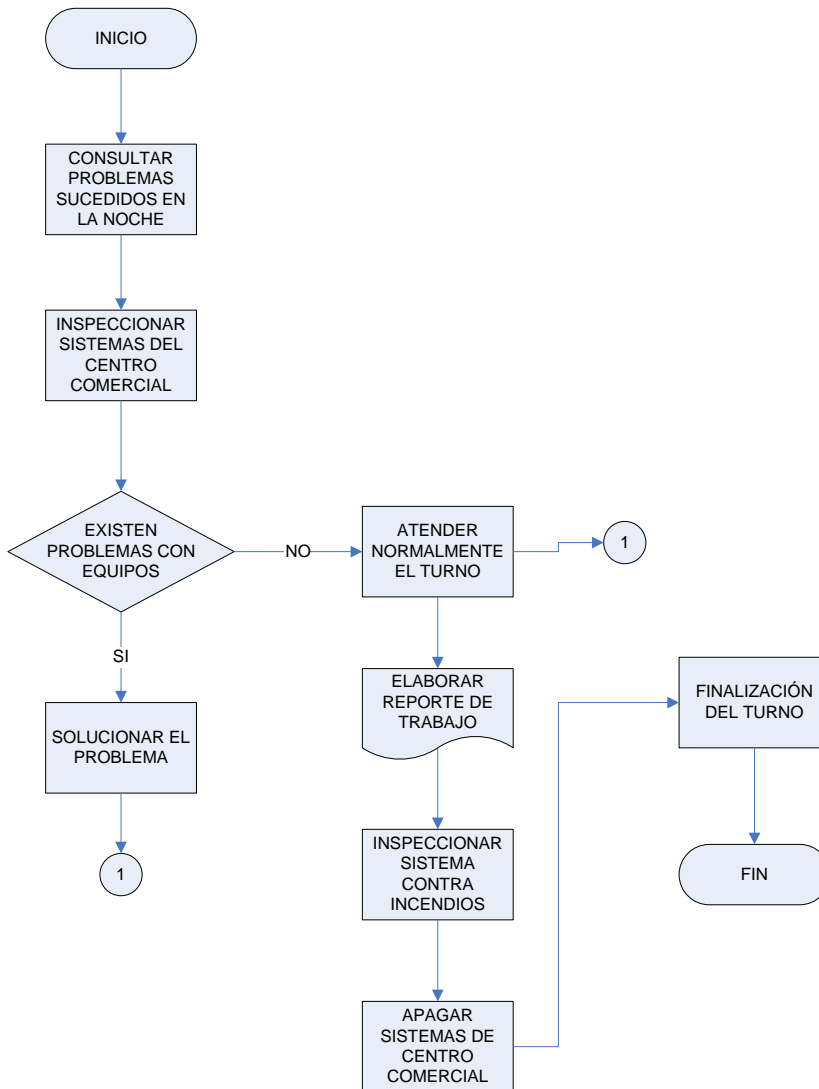 INICIO
CONSULTAR
PROBLEMAS
SUCEDIDOS EN
LA NOCHE
INSPECCIONAR
SISTEMAS DEL
CENTRO
COMERCIAL
EXISTEN
PROBLEMAS CON
EQUIPOS
NO
ATENDER
NORMALMENTE
EL TURNO
1
SI
SOLUCIONAR EL
PROBLEMA
1
ELABORAR
REPORTE DE
TRABAJO
INSPECCIONAR
SISTEMA
CONTRA
INCENDIOS
APAGAR
SISTEMAS DE
CENTRO
COMERCIAL
FINALIZACIÓN
DEL TURNO
FIN